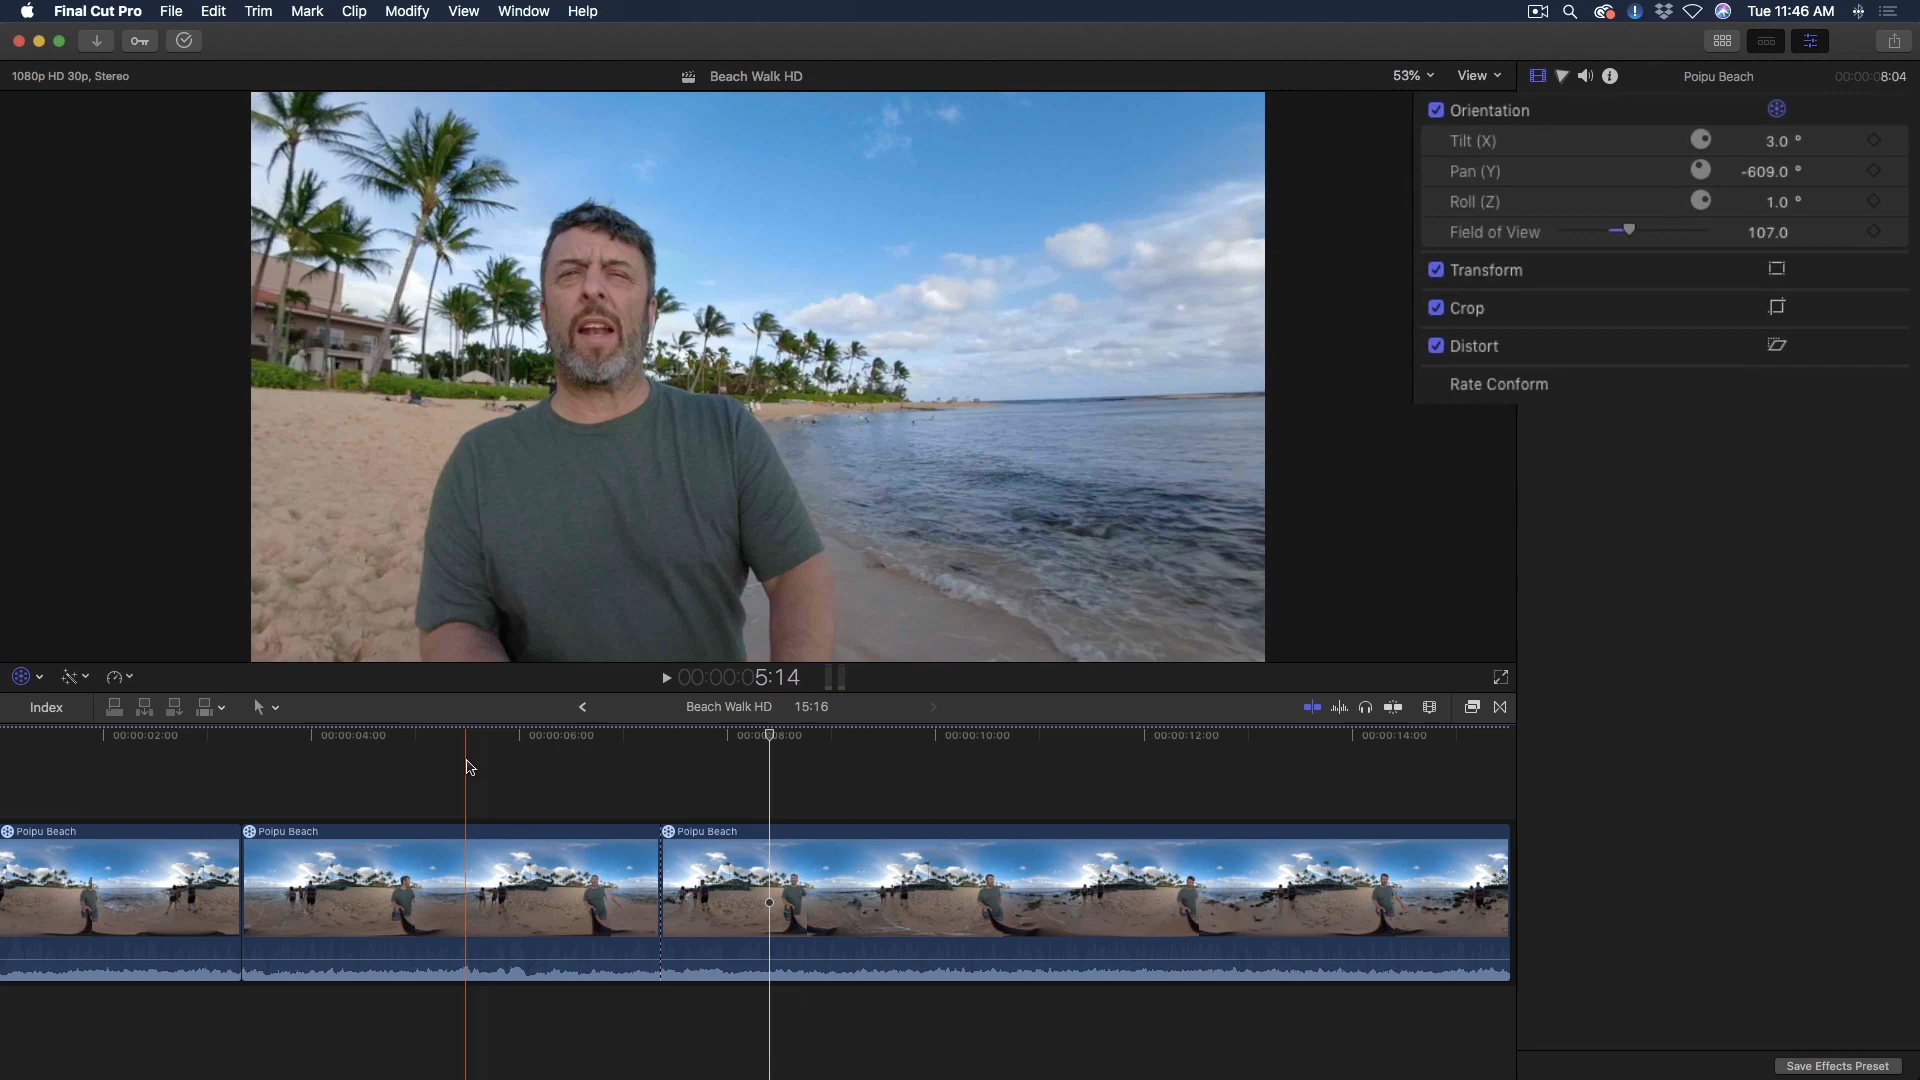 Final Cut Pro File Edit Trim Mark Clip Modify View Window Help Tue 11:46 AM
1080p HD 30p, Stereo Beach Walk HD 53% View Poipu Beach 00:00:08:04
Orientation
Tilt (X) 3.0 °
Pan (Y) -609.0 °
Roll (Z) 1.0 °
Field of View 107.0
Transform
Crop
Distort
Rate Conform
00:00:05:14
Index Beach Walk HD 15:16
00:00:02:00 00:00:04:00 00:00:06:00 00:00:08:00 00:00:10:00 00:00:12:00 00:00:14:00
Poipu Beach Poipu Beach Poipu Beach
Save Effects Preset